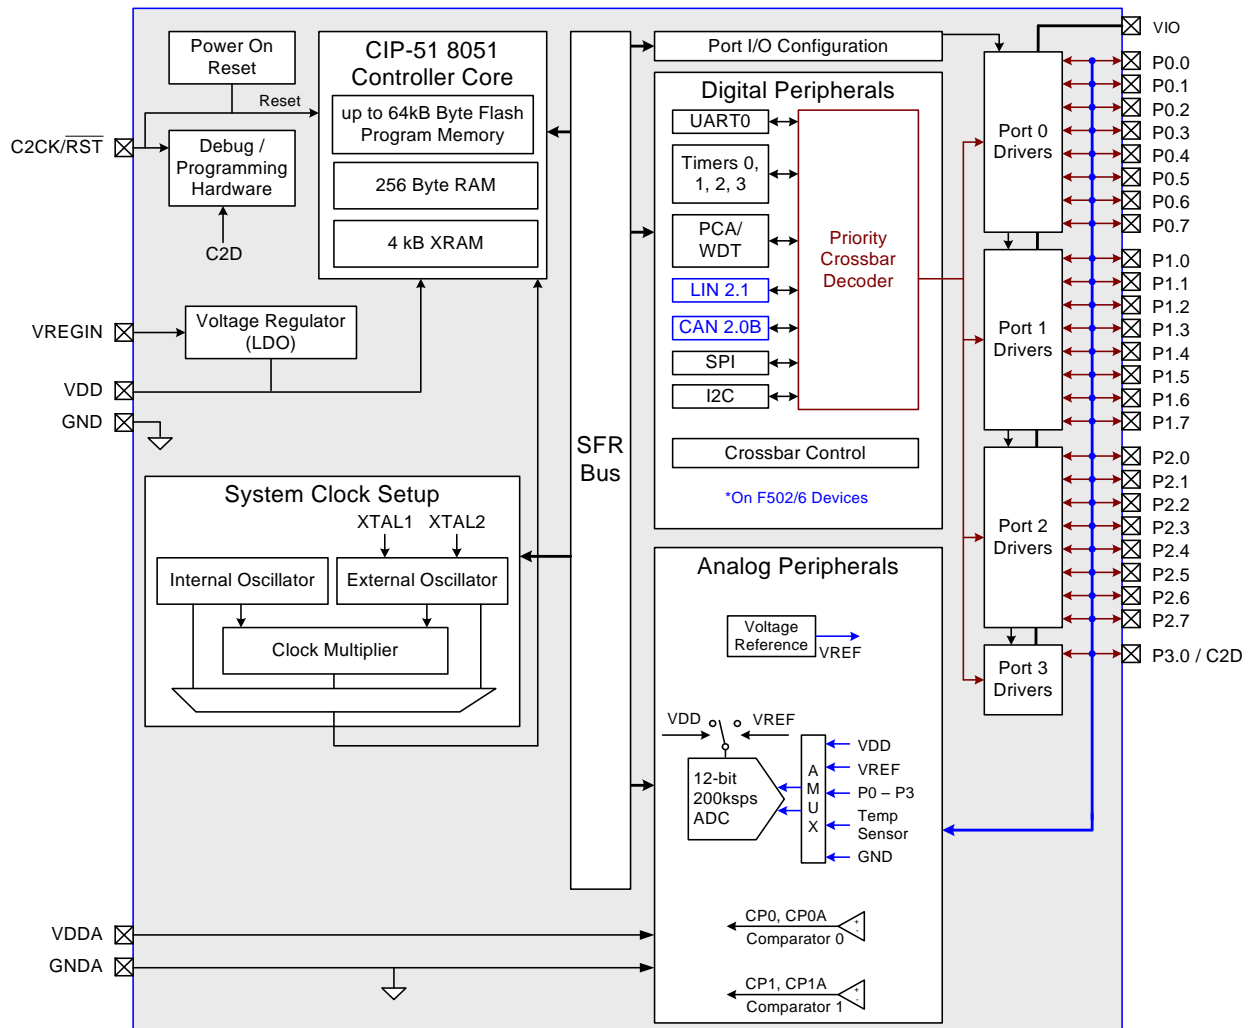 Power On
Reset
Reset
C2CK/RST
Debug /
Programming
Hardware
C2D
CIP-51 8051
Controller Core
up to 64kB Byte Flash
Program Memory
256 Byte RAM
4 kB XRAM
VREGIN
Voltage Regulator
(LDO)
VDD
GND
System Clock Setup
XTAL1
XTAL2
Internal Oscillator
External Oscillator
Clock Multiplier
VDDA
GNDA
SFR
Bus
Port I/O Configuration
Digital Peripherals
UART0
Timers 0,
1, 2, 3
PCA/
WDT
LIN 2.1
CAN 2.0B
SPI
I2C
Priority
Crossbar
Decoder
Crossbar Control
*On F502/6 Devices
Analog Peripherals
Voltage
Reference
VREF
VDD
VREF
12-bit
200ksps
ADC
A
M
U
X
VDD
VREF
P0 – P3
Temp
Sensor
GND
CP0, CP0A
+
-
Comparator 0
CP1, CP1A
+
-
Comparator 1
Port 0
Drivers
Port 1
Drivers
Port 2
Drivers
Port 3
Drivers
VIO
P0.0
P0.1
P0.2
P0.3
P0.4
P0.5
P0.6
P0.7
P1.0
P1.1
P1.2
P1.3
P1.4
P1.5
P1.6
P1.7
P2.0
P2.1
P2.2
P2.3
P2.4
P2.5
P2.6
P2.7
P3.0 / C2D